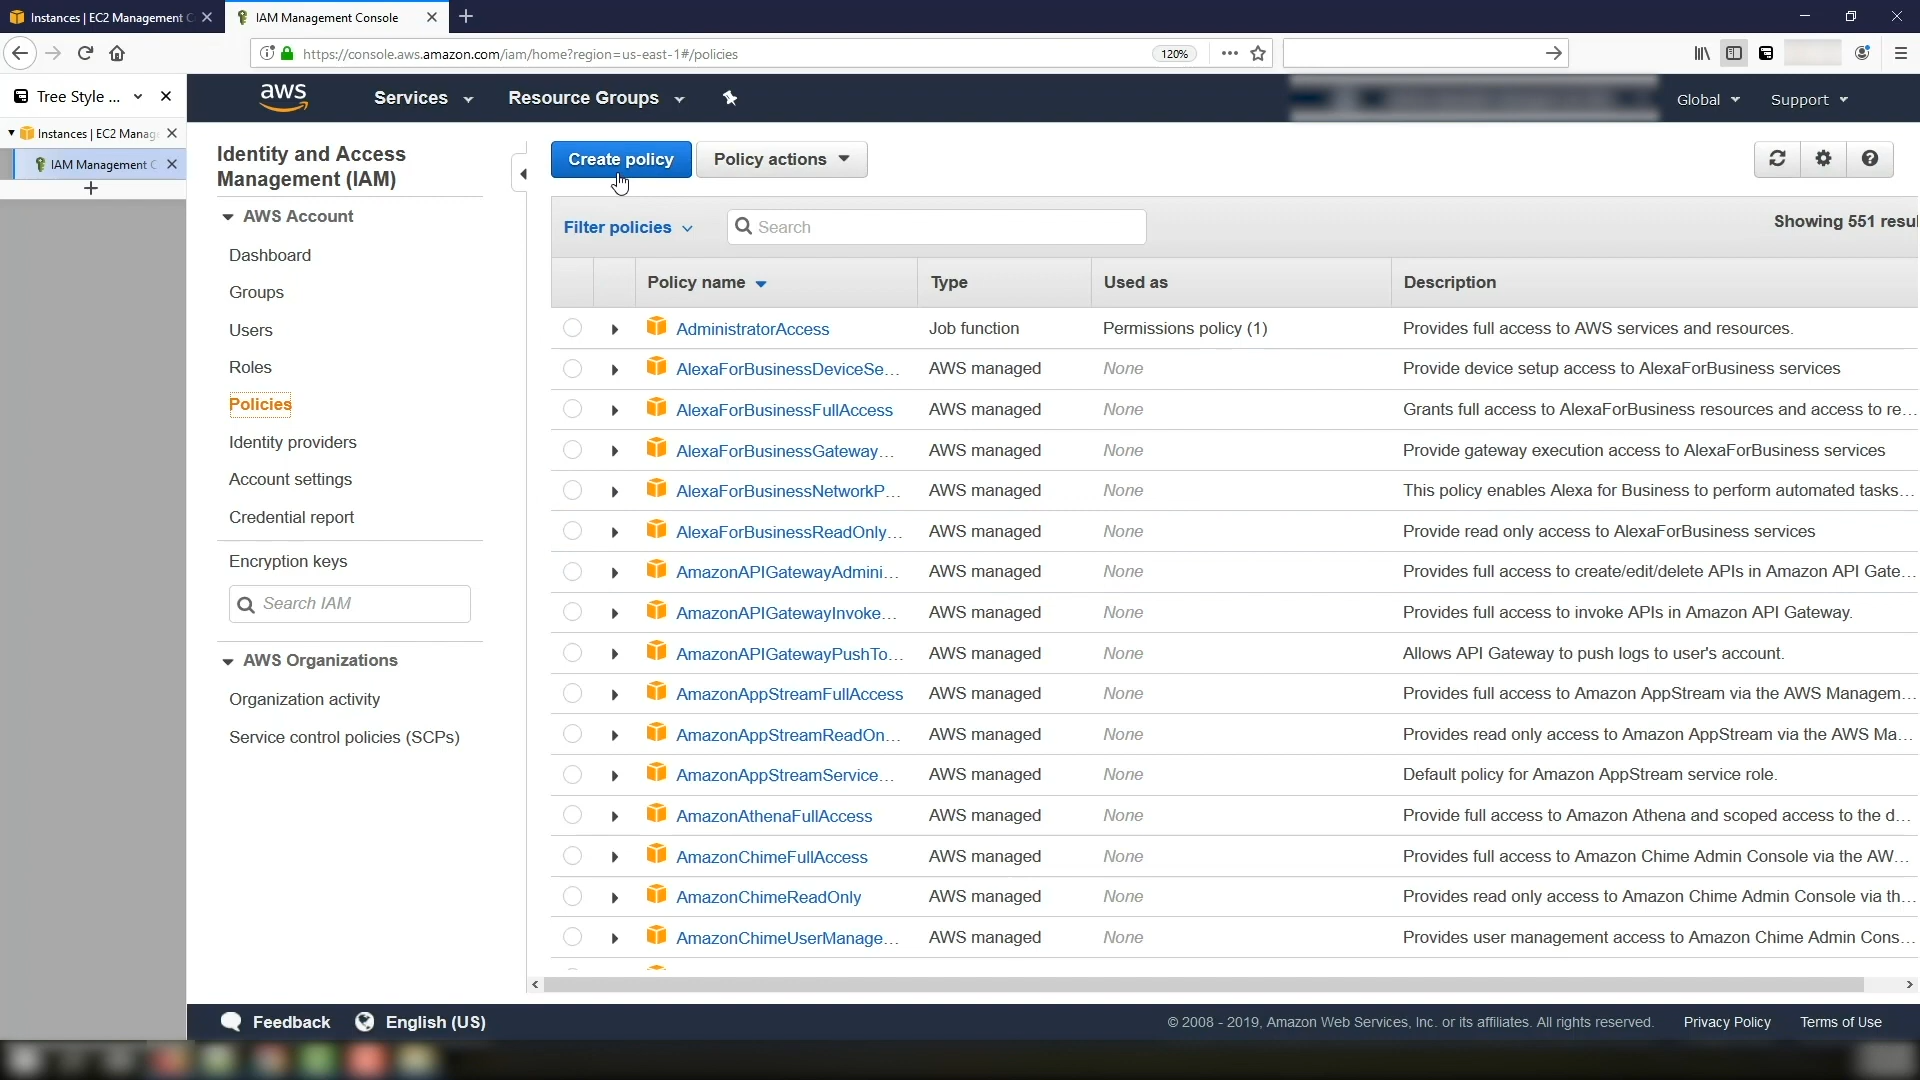 Instances | EC2 Management C
IAM Management Console
https://console.aws.amazon.com/iam/home?region=us-east-1#/policies
120%
Tree Style ...
Instances | EC2 Manag
IAM Management C
aws
Services
Resource Groups
Global
Support
Identity and Access
Management (IAM)
AWS Account
Dashboard
Groups
Users
Roles
Policies
Identity providers
Account settings
Credential report
Encryption keys
Search IAM
AWS Organizations
Organization activity
Service control policies (SCPs)
Create policy
Policy actions
Filter policies
Search
Showing 551 resul
Policy name Type Used as Description
AdministratorAccess Job function Permissions policy (1) Provides full access to AWS services and resources.
AlexaForBusinessDeviceSe... AWS managed None Provide device setup access to AlexaForBusiness services
AlexaForBusinessFullAccess AWS managed None Grants full access to AlexaForBusiness resources and access to re...
AlexaForBusinessGateway... AWS managed None Provide gateway execution access to AlexaForBusiness services
AlexaForBusinessNetworkP... AWS managed None This policy enables Alexa for Business to perform automated tasks...
AlexaForBusinessReadOnly... AWS managed None Provide read only access to AlexaForBusiness services
AmazonAPIGatewayAdmini... AWS managed None Provides full access to create/edit/delete APIs in Amazon API Gate...
AmazonAPIGatewayInvoke... AWS managed None Provides full access to invoke APIs in Amazon API Gateway.
AmazonAPIGatewayPushTo... AWS managed None Allows API Gateway to push logs to user's account.
AmazonAppStreamFullAccess AWS managed None Provides full access to Amazon AppStream via the AWS Managem...
AmazonAppStreamReadOn... AWS managed None Provides read only access to Amazon AppStream via the AWS Ma...
AmazonAppStreamService... AWS managed None Default policy for Amazon AppStream service role.
AmazonAthenaFullAccess AWS managed None Provide full access to Amazon Athena and scoped access to the d...
AmazonChimeFullAccess AWS managed None Provides full access to Amazon Chime Admin Console via the AW...
AmazonChimeReadOnly AWS managed None Provides read only access to Amazon Chime Admin Console via th...
AmazonChimeUserManage... AWS managed None Provides user management access to Amazon Chime Admin Cons...
Feedback
English (US)
© 2008 - 2019, Amazon Web Services, Inc. or its affiliates. All rights reserved.
Privacy Policy
Terms of Use